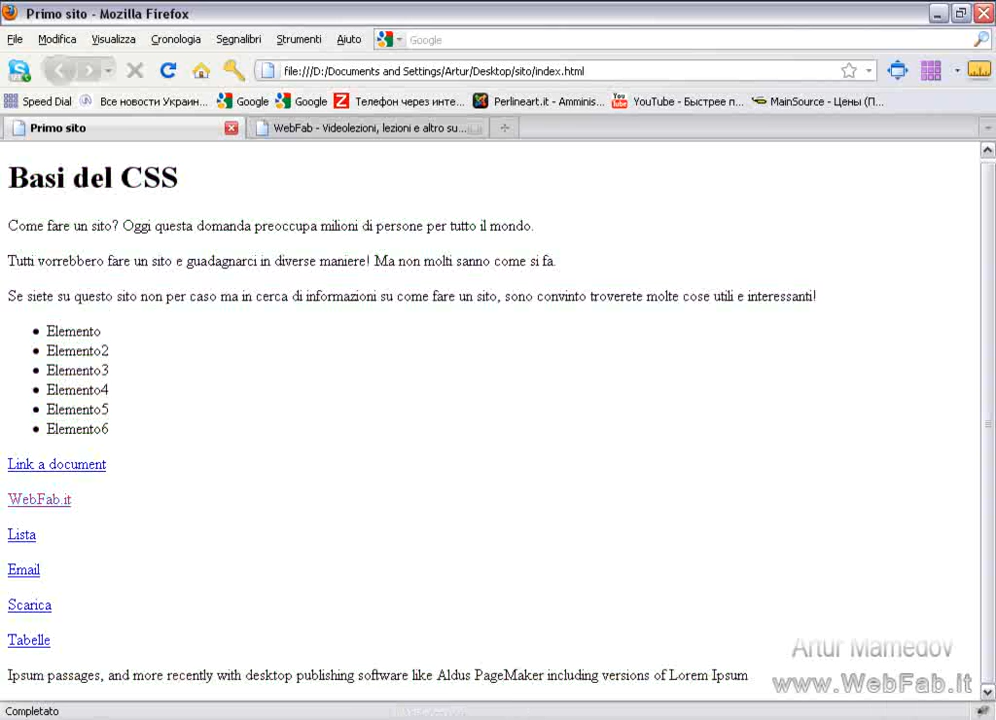 Primo sito - Mozilla Firefox
File Modifica Visualizza Cronologia Segnalibri Strumenti Aiuto Google
file:///D:/Documents and Settings/Artur/Desktop/sito/index.html
Speed Dial Все новости Украин... Google Google Телефон через инте... Perlineart.it - Amminis... YouTube - Быстрее п... MainSource - Цены (П...
Primo sito WebFab - Videolezioni, lezioni e altro su...
Basi del CSS
Come fare un sito? Oggi questa domanda preoccupa milioni di persone per tutto il mondo.
Tutti vorrebbero fare un sito e guadagnarci in diverse maniere! Ma non molti sanno come si fa.
Se siete su questo sito non per caso ma in cerca di informazioni su come fare un sito, sono convinto troverete molte cose utili e interessanti!
Elemento
Elemento2
Elemento3
Elemento4
Elemento5
Elemento6
Link a document
WebFab.it
Lista
Email
Scarica
Tabelle
Artur Mamedov
Ipsum passages, and more recently with desktop publishing software like Aldus PageMaker including versions of Lorem Ipsum
www.WebFab.it
Completato